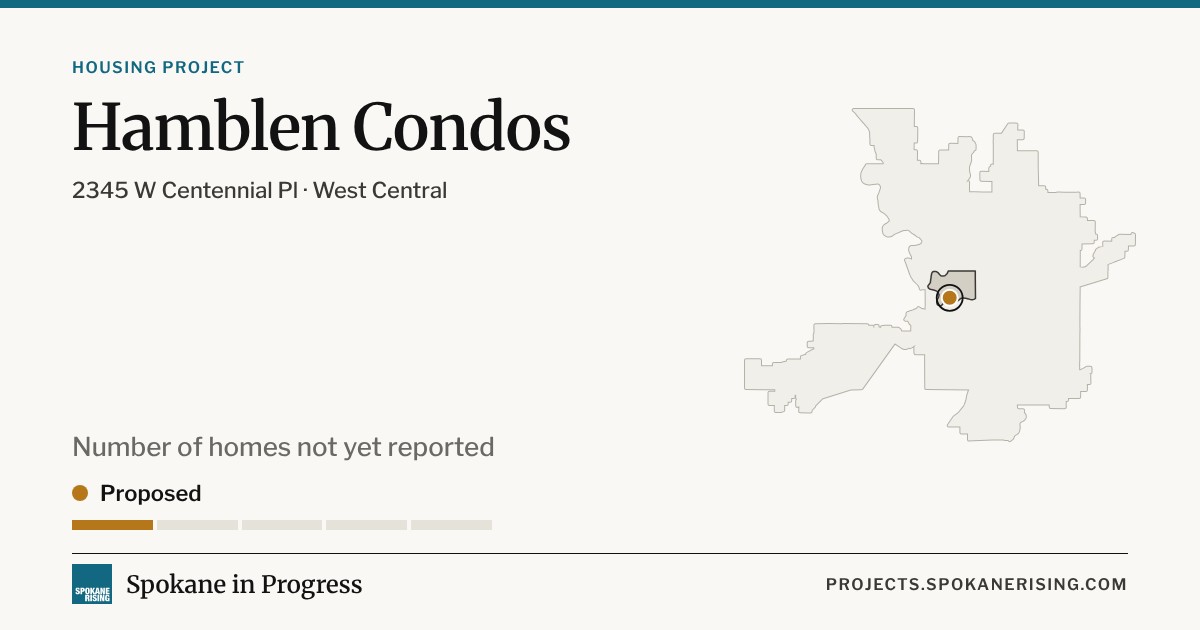 HOUSING PROJECT
Hamblen Condos
2345 W Centennial Pl · West Central
Number of homes not yet reported
Proposed
SPOKANE
RISING
Spokane in Progress
PROJECTS.SPOKANERISING.COM